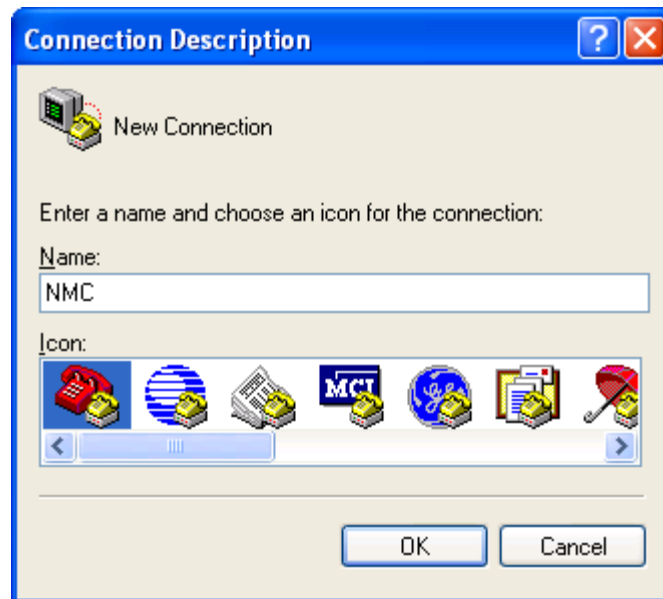 Connection Description
New Connection
Enter a name and choose an icon for the connection:
Name:
NMC
Icon:
MCI
OK
Cancel